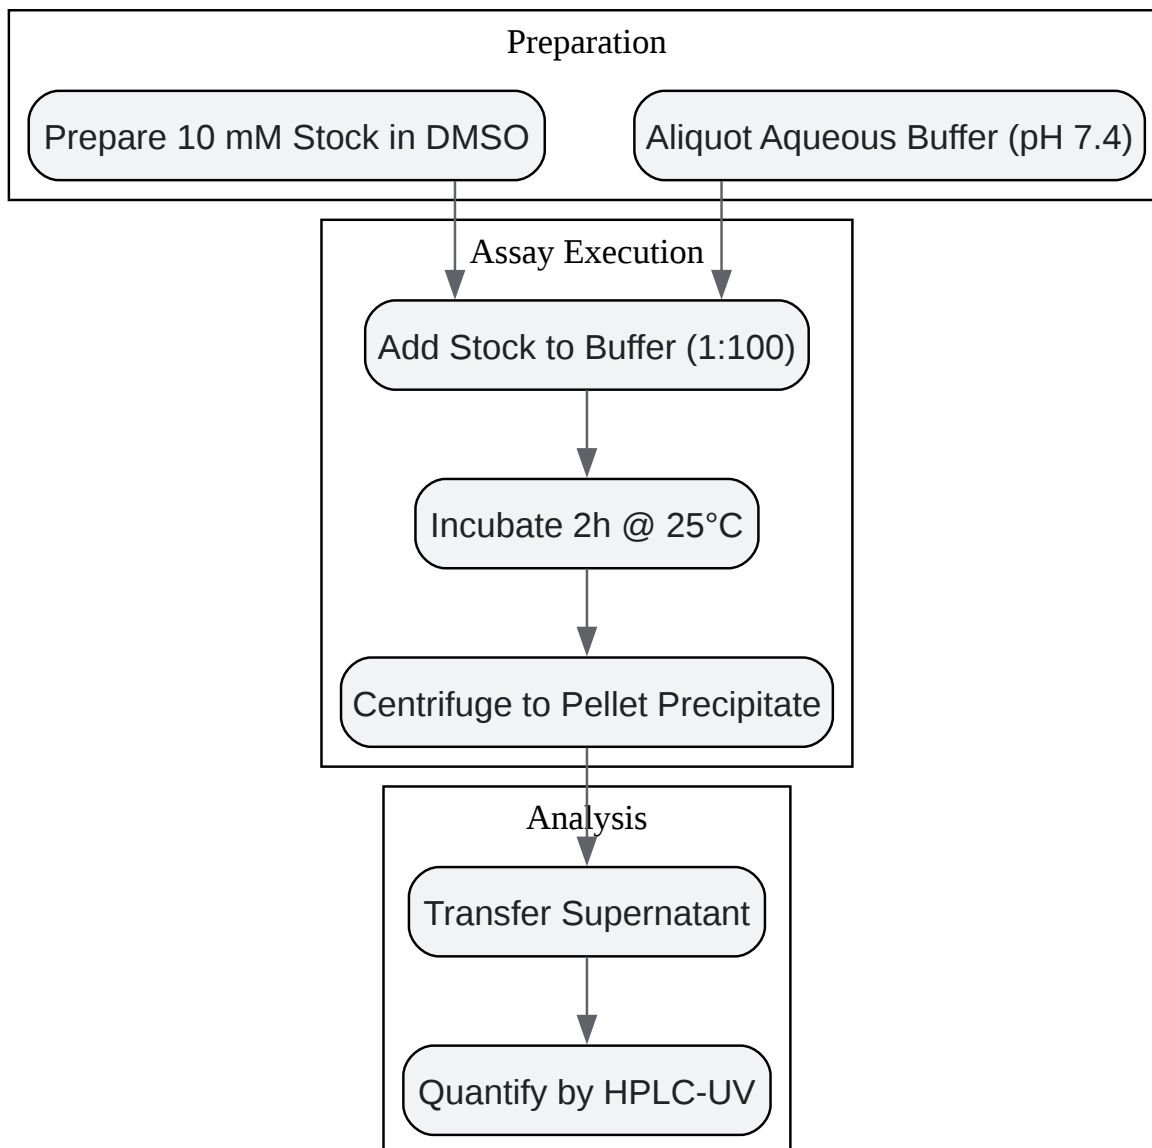 Preparation
Prepare 10 mM Stock in DMSO
Aliquot Aqueous Buffer (pH 7.4)
Assay Execution
Add Stock to Buffer (1:100)
Incubate 2h @ 25°C
Centrifuge to Pellet Precipitate
Analysis
Transfer Supernatant
Quantify by HPLC-UV